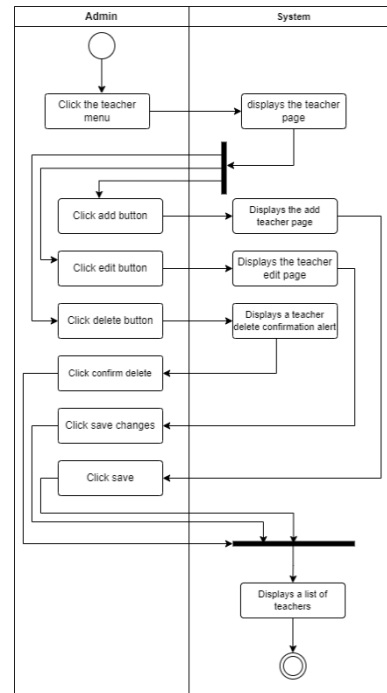 Admin
System
Click the teacher
menu
displays the teacher
page
Click add button
Displays the add
teacher page
Click edit button
Displays the teacher
edit page
Click delete button
Displays a teacher
delete confirmation alert
Click confirm delete
Click save changes
Click save
Displays a list of
teachers